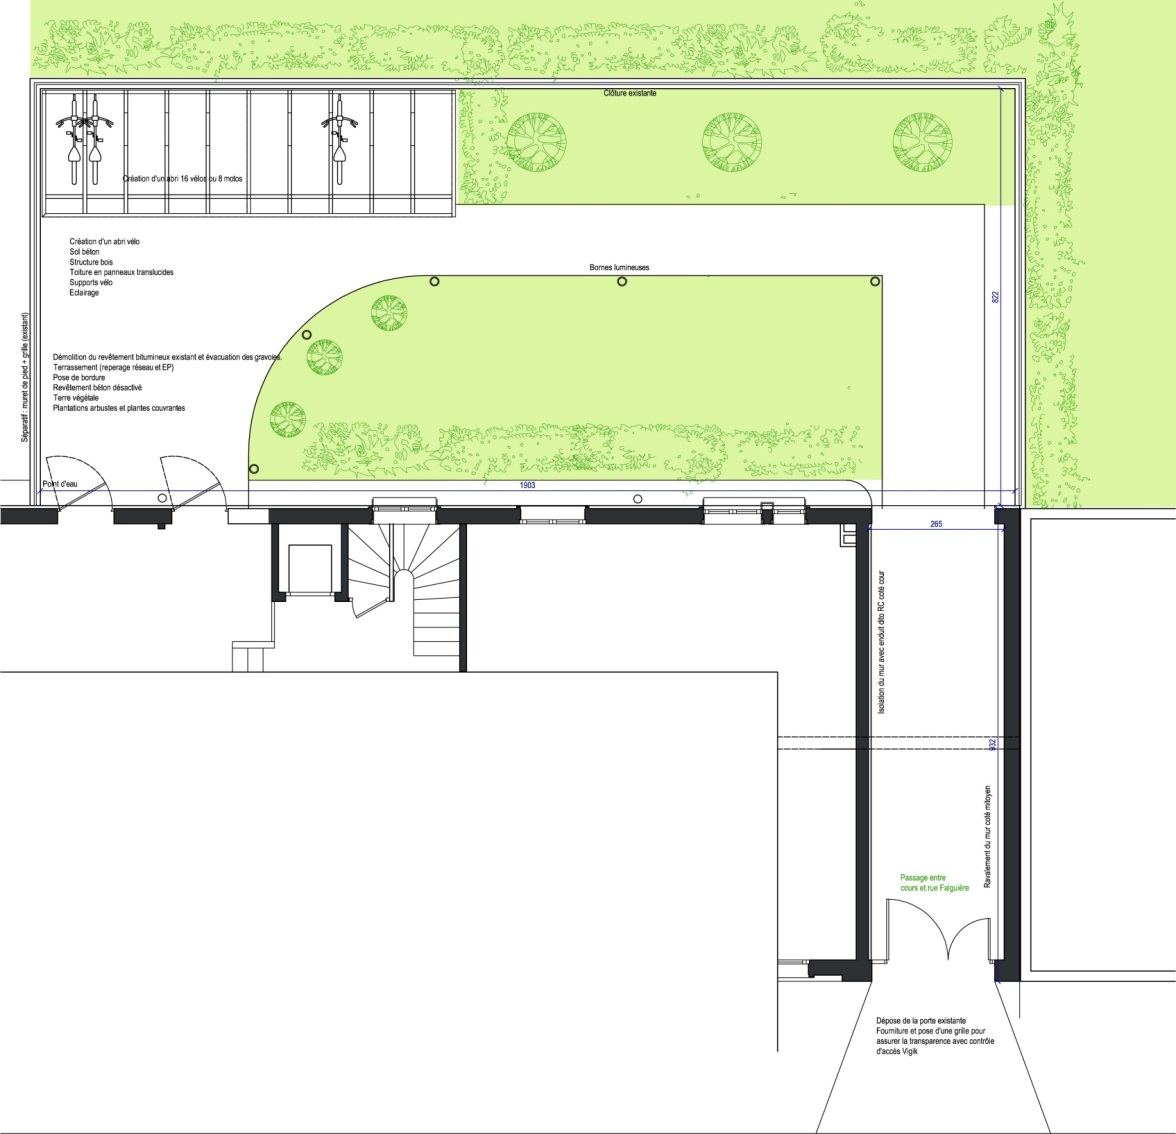 Clôture existante
Création d'un abri 16 vélos ou 8 motos
Création d'un abri vélo
Sol béton
Structure bois
Toiture en panneaux translucides
Supports vélo
Eclairage
Bornes lumineuses
822
Séparatif : muret de pied + grille (existant)
Démolition du revêtement bitumineux existant et évacuation des gravoies.
Terrassement (reperage réseau et EP)
Pose de bordure
Revêtement béton désactivé
Terre végétale
Plantations arbustes et plantes couvrantes
Point d'eau
1903
265
Isolation du mur avec enduit dito RC coté cour
932
Ravalement du mur coté mitoyen
Passage entre
cours et rue Falguière
Dépose de la porte existante
Fourniture et pose d'une grille pour
assurer la transparence avec contrôle
d'accès Vigik